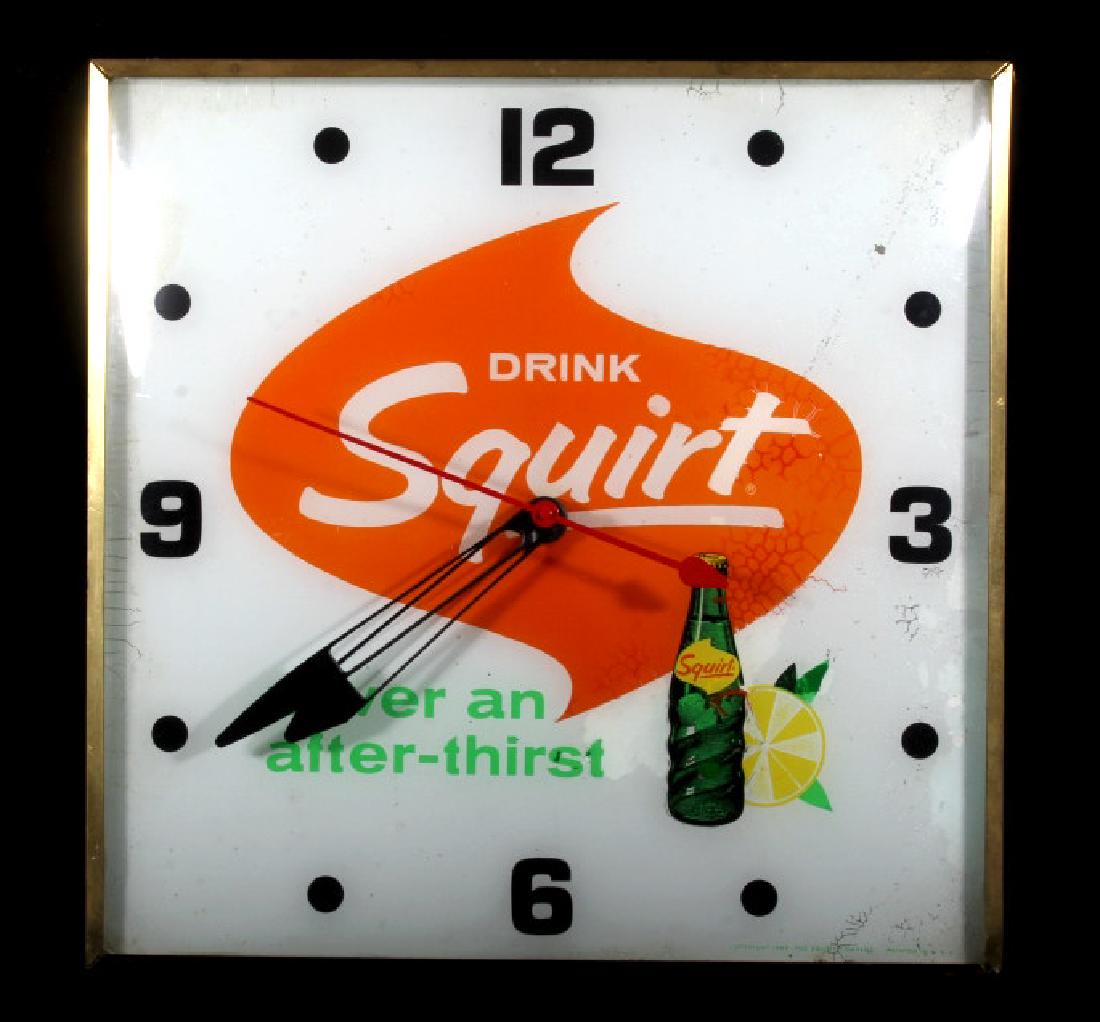 12
DRINK
Squirt®
9
3
Squirt
ver an
after-thirst
6